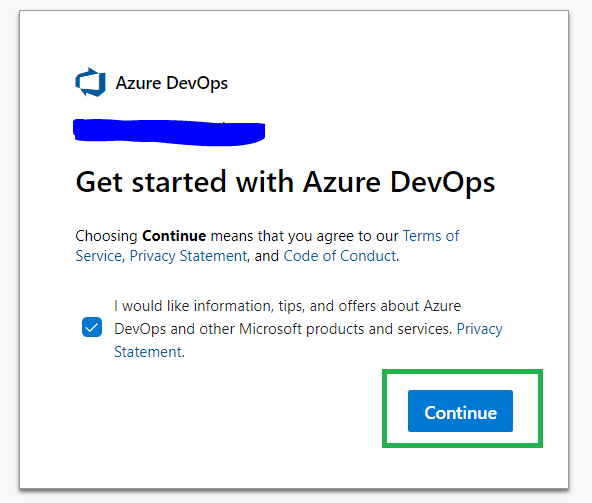 Azure DevOps
Get started with Azure DevOps
Choosing Continue means that you agree to our Terms of
Service, Privacy Statement, and Code of Conduct.
I would like information, tips, and offers about Azure
DevOps and other Microsoft products and services. Privacy
Statement.
Continue